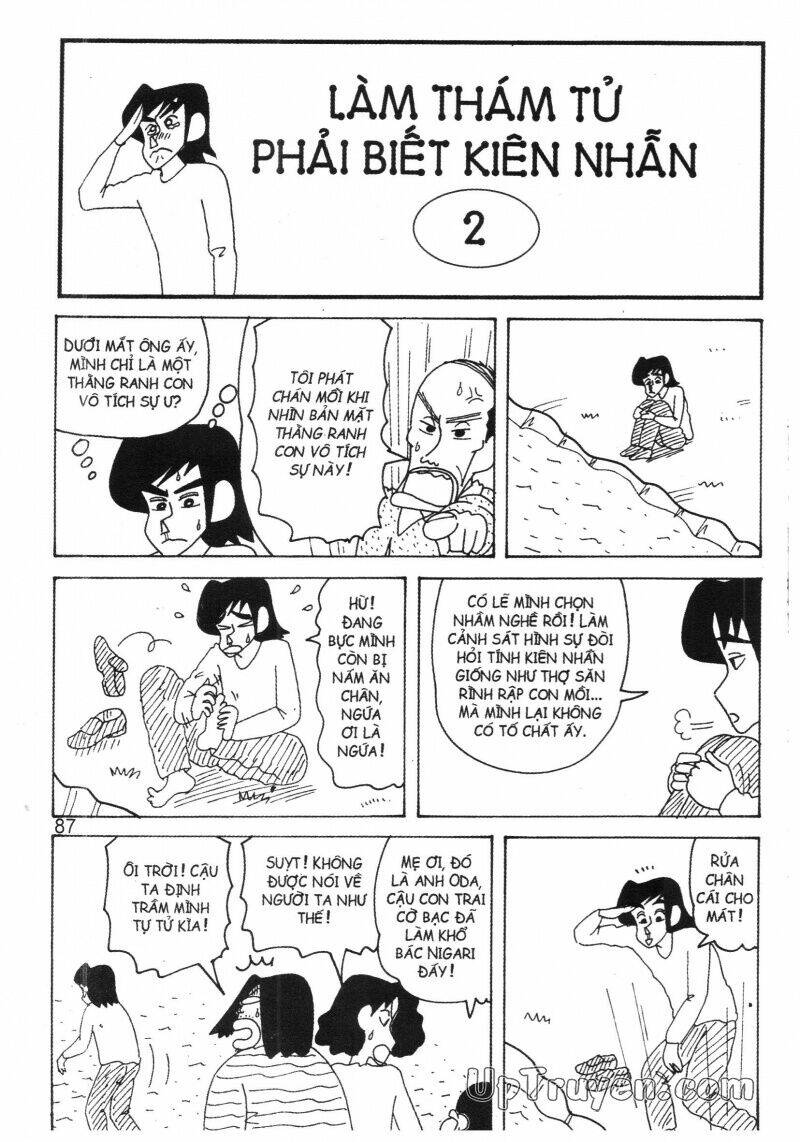 LÀM THÁM TỬ
PHẢI BIẾT KIÊN NHẪN
2
DƯỚI MẮT ÔNG ẤY,
MÌNH CHỈ LÀ MỘT
THẰNG RANH CON
VÔ TÍCH SỰ Ư?
TÔI PHÁT
CHÁN MỖI KHI
NHÌN BẢN MẶT
THẰNG RANH
CON VÔ TÍCH
SỰ NÀY!
HỪ!
ĐANG
BỰC MÌNH
CÒN BỊ
NẤM ĂN
CHÂN,
NGỨA
ƠI LÀ
NGỨA!
CÓ LẼ MÌNH CHỌN
NHẦM NGHỀ RỒI! LÀM
CẢNH SÁT HÌNH SỰ ĐÒI
HỎI TÍNH KIÊN NHẪN
GIỐNG NHƯ THỢ SĂN
RÌNH RẬP CON MỒI...
MÀ MÌNH LẠI KHÔNG
CÓ TỐ CHẤT ẤY.
87
ÔI TRỜI! CẬU
TA ĐỊNH
TRẦM MÌNH
TỰ TỬ KÌA!
SUỴT! KHÔNG
ĐƯỢC NÓI VỀ
NGƯỜI TA NHƯ
THẾ!
MẸ ƠI, ĐÓ
LÀ ANH ODA,
CẬU CON TRAI
CỜ BẠC ĐÃ
LÀM KHỔ
BÁC NIGARI
ĐẤY!
RỬA
CHÂN
CÁI CHO
MÁT!
UpTruyen.com